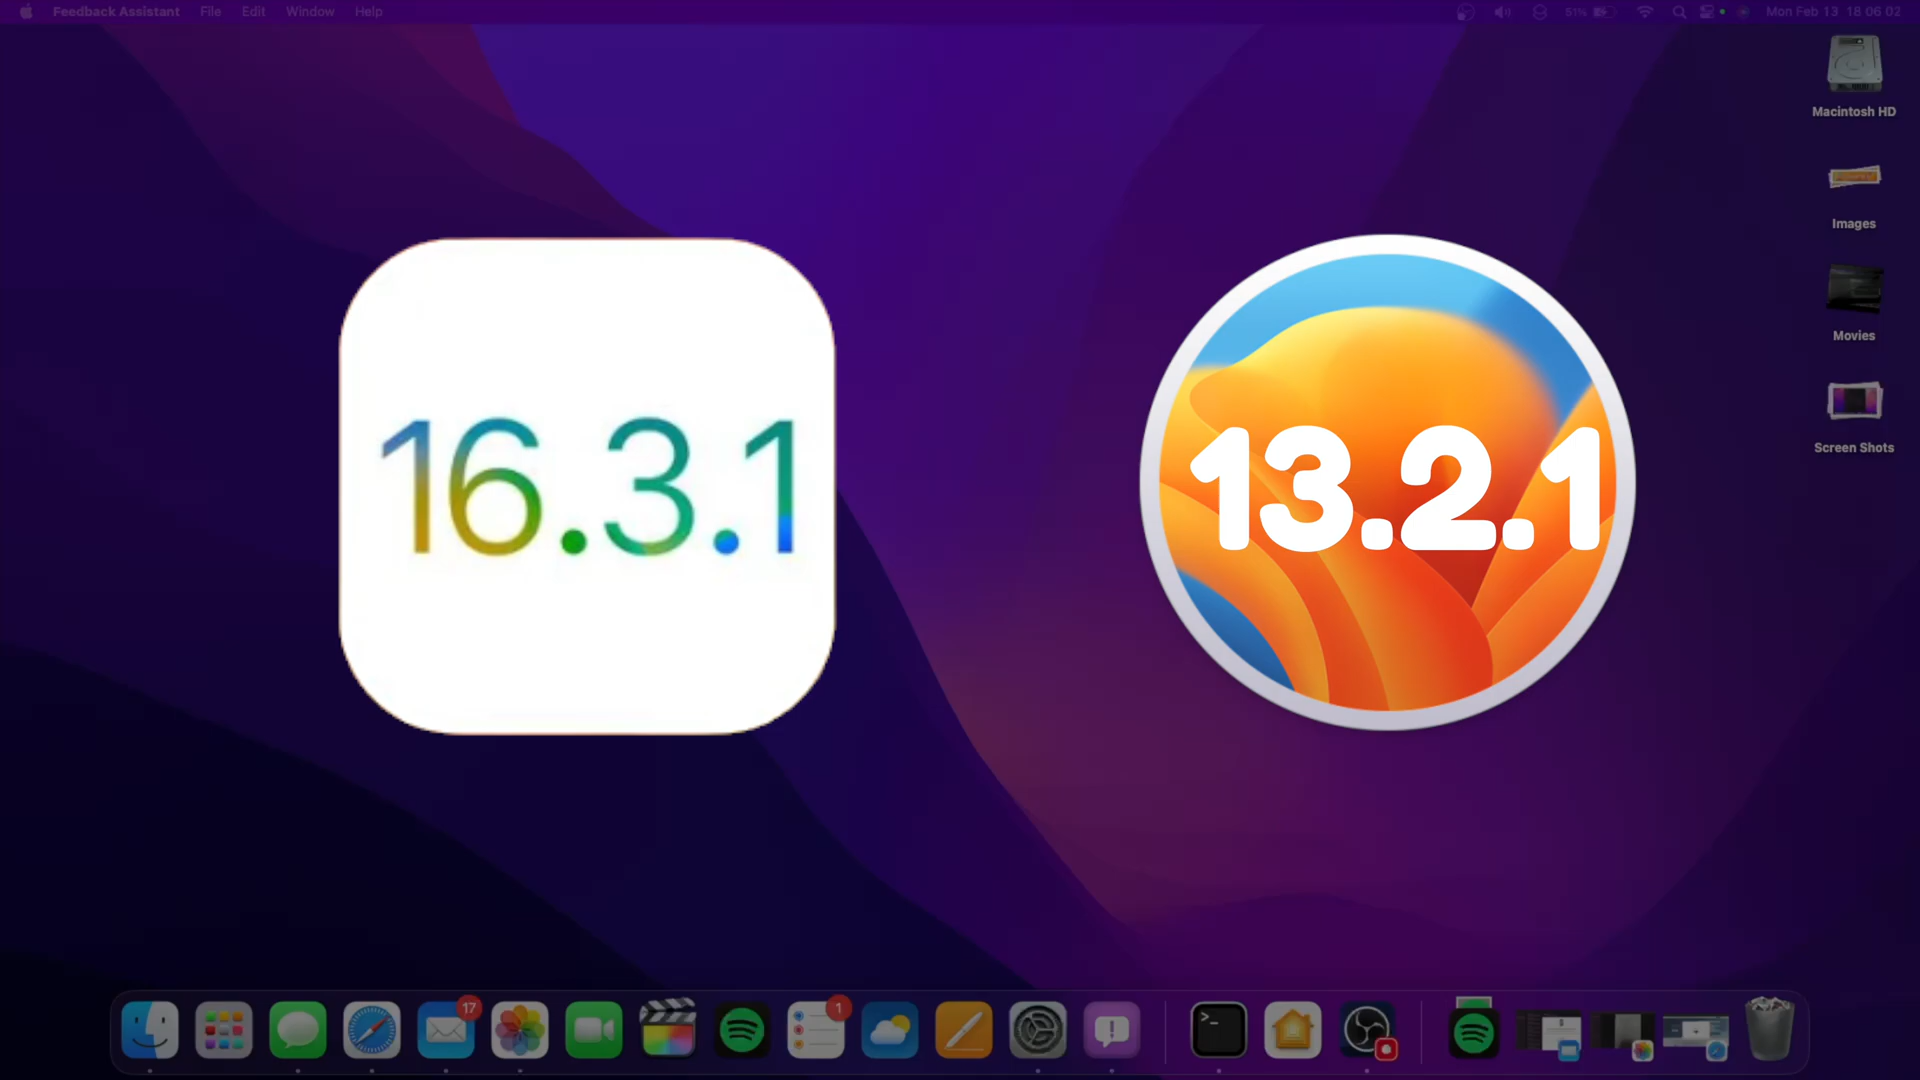 Feedback Assistant File Edit Window Help 51% Mon Feb 13 18 06 02
Macintosh HD
Images
Movies
Screen Shots
16.3.1
13.2.1
17
1
>_